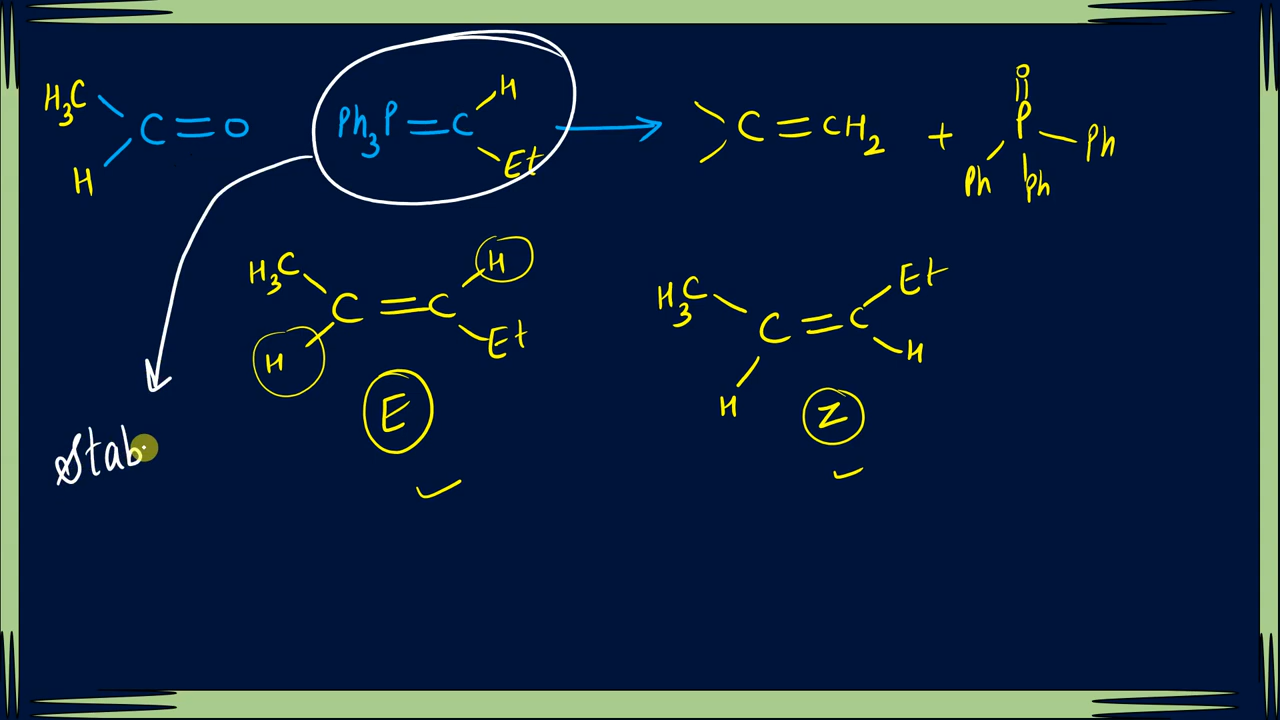 H₃C
H
C=O
Ph₃P=C
H
Et
C=CH₂ + 
O
P
Ph
Ph
Ph
H₃C
H
C=C
H
Et
E
H₃C
H
C=C
Et
H
Z
Stab